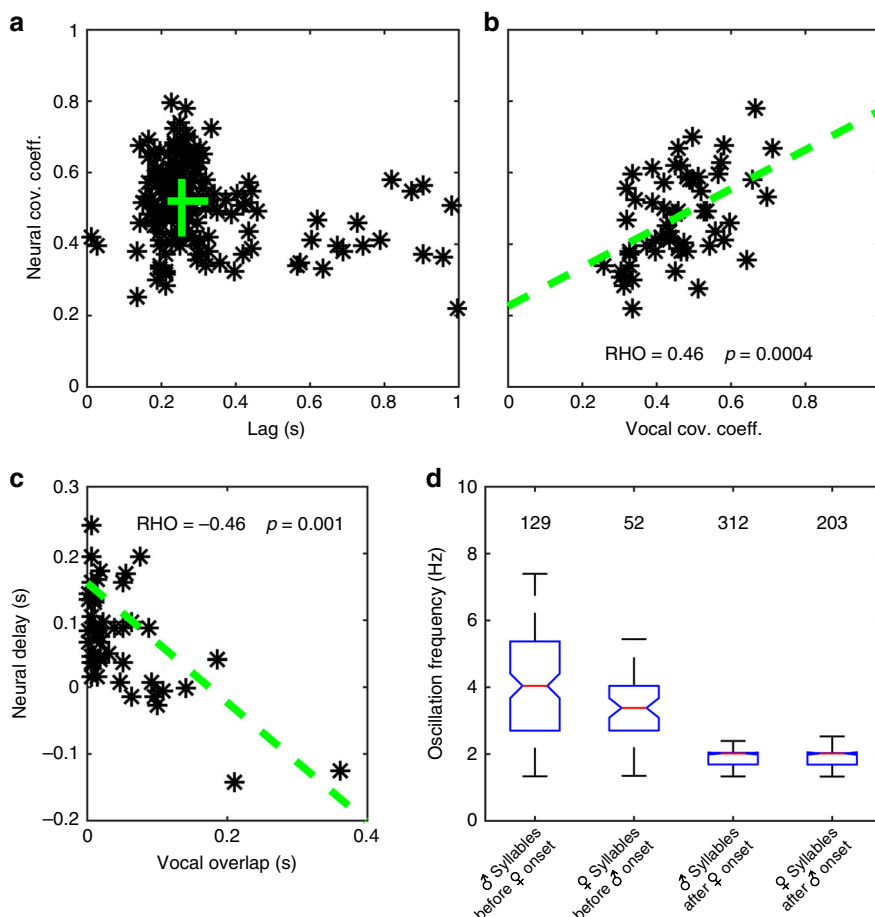 a
1
0.8
0.6
0.4
0.2
0
Neural cov. coeff.
0 0.2 0.4 0.6 0.8 1
Lag (s)
b
RHO = 0.46 p = 0.0004
0 0.2 0.4 0.6 0.8
Vocal cov. coeff.
c
0.3
0.2
0.1
0
−0.1
−0.2
Neural delay (s)
RHO = −0.46 p = 0.001
0 0.2 0.4
Vocal overlap (s)
d
10
8
6
4
2
0
Oscillation frequency (Hz)
129 52 312 203
♂ Syllables
before ♀ onset
♀ Syllables
before ♂ onset
♂ Syllables
after ♀ onset
♀ Syllables
after ♂ onset